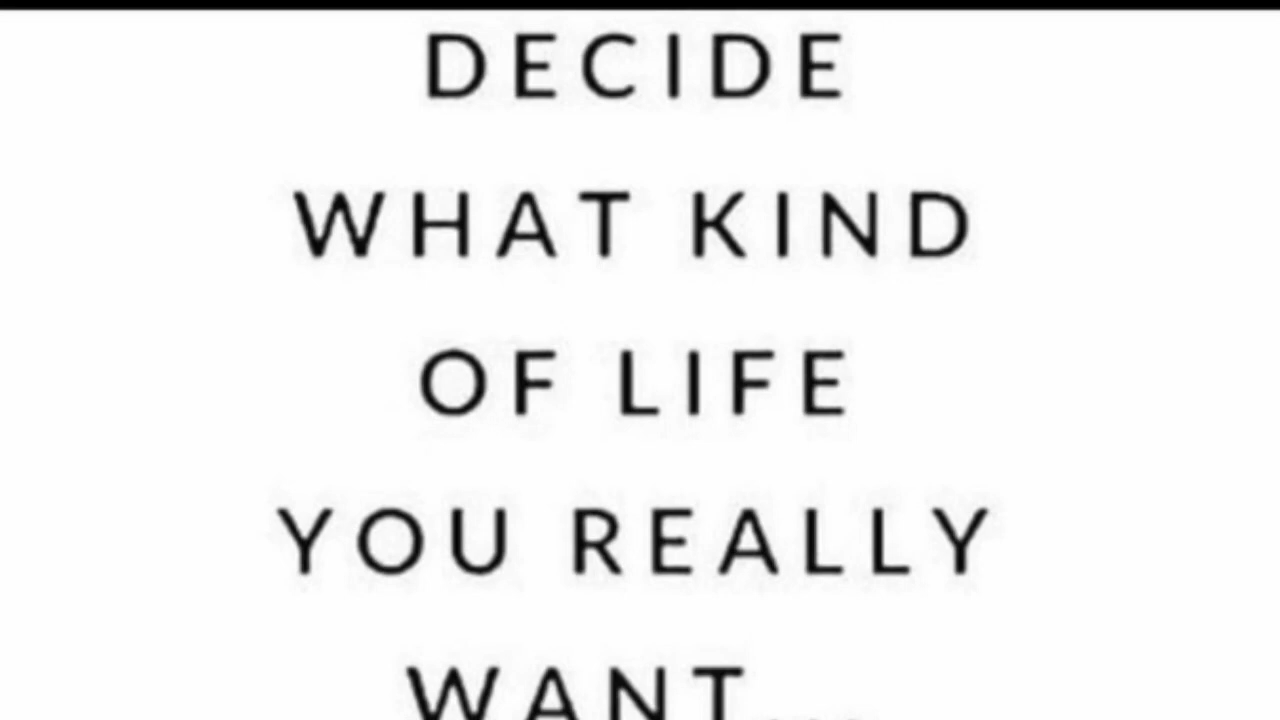 DECIDE
WHAT KIND
OF LIFE
YOU REALLY
WANT...